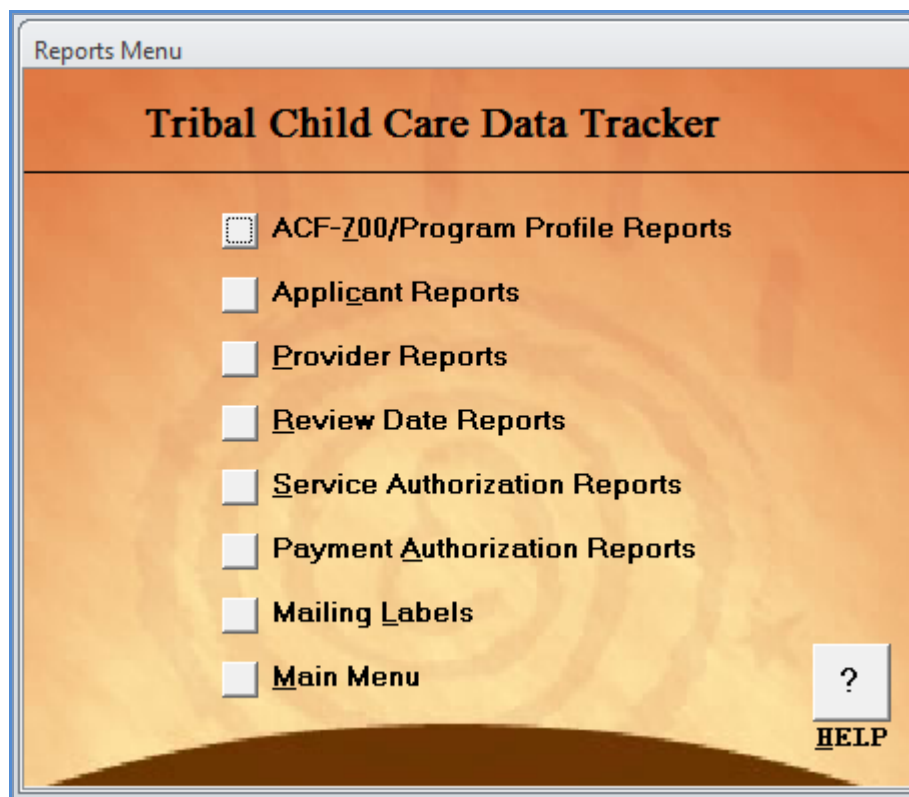 Reports Menu
Tribal Child Care Data Tracker
ACF-700/Program Profile Reports
Applicant Reports
Provider Reports
Review Date Reports
Service Authorization Reports
Payment Authorization Reports
Mailing Labels
Main Menu
?
HELP